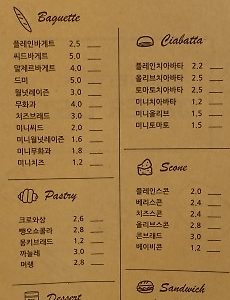 Baguette
플레인바게트 2,5
씨드바게트 5.0
말제르바게트 4.0
드미 5.0
월넛레이즌 3.0
무화과 4.0
치즈브래드 3.0
미니씨드 2.0
미니월넛레이즌 1.6
미니무화과 1.8
미니치즈 1.2
Pastry
크로와상 2,6
뺑오쇼콜라 2,8
몽키브래드 1.2
까눌레 3.0
머랭 2,8
Dessert
Ciabatta
플레인치아바타 2.2
올리브치아바타 2.5
토마토치아바타 2.5
미니치아바타 1.2
미니올리브 1.5
미니토마토 1.5
Scone
플레인스콘 2.0
베리스콘 2.4
치즈스콘 2.4
올리브스콘 2.8
콘브래드 3.0
베이비콘 1.2
Sandwich